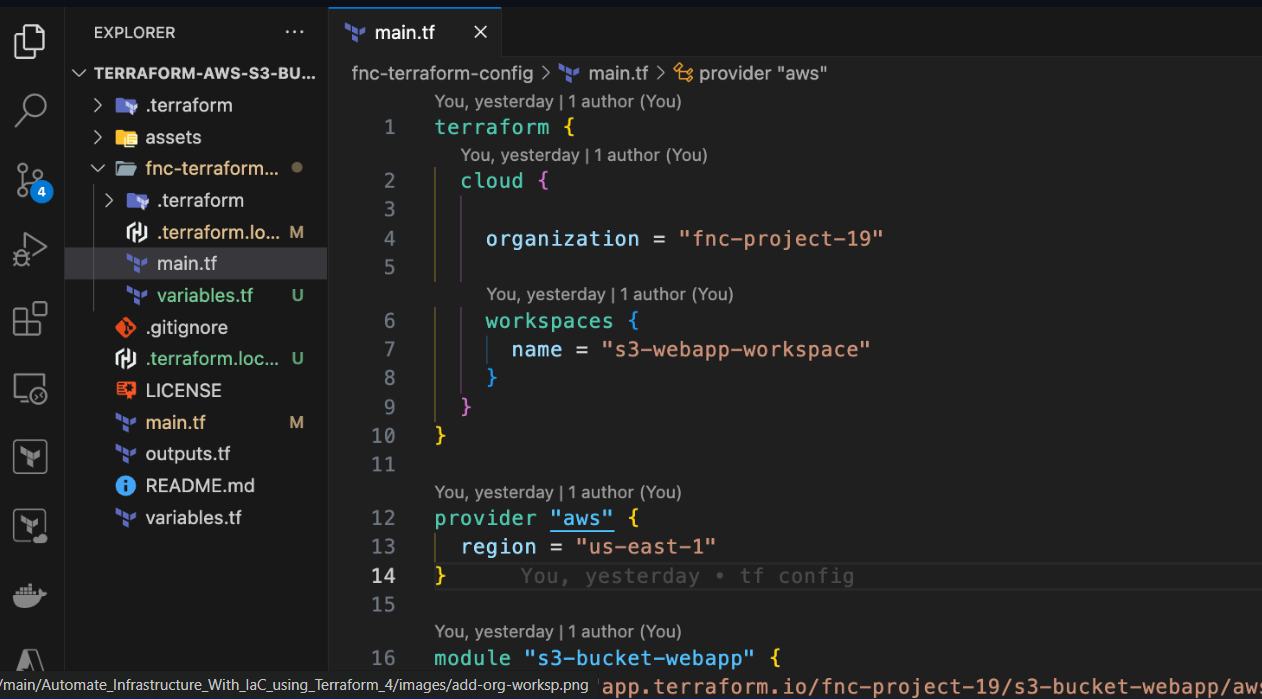 EXPLORER
TERRAFORM-AWS-S3-BU...
.terraform
assets
fnc-terraform...
.terraform
.terraform.lo... M
main.tf
variables.tf U
.gitignore
.terraform.loc... U
LICENSE
main.tf M
outputs.tf
README.md
variables.tf
4
main.tf
fnc-terraform-config > main.tf > provider "aws"
You, yesterday | 1 author (You)
1 terraform {
You, yesterday | 1 author (You)
2 cloud {
3
4 organization = "fnc-project-19"
5
You, yesterday | 1 author (You)
6 workspaces {
7 name = "s3-webapp-workspace"
8 }
9 }
10 }
11
You, yesterday | 1 author (You)
12 provider "aws" {
13 region = "us-east-1"
14 } You, yesterday • tf config
15
You, yesterday | 1 author (You)
16 module "s3-bucket-webapp" {
/main/Automate_Infrastructure_With_IaC_using_Terraform_4/images/add-org-worksp.png
app.terraform.io/fnc-project-19/s3-bucket-webapp/aws